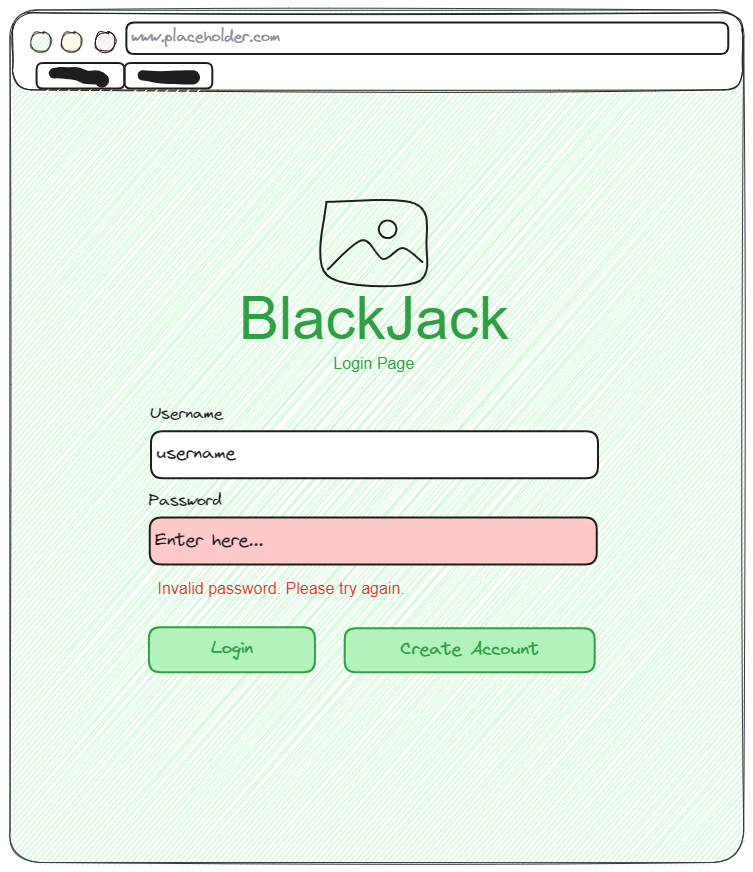 www.placeholder.com
BlackJack
Login Page
Username
username
Password
Enter here...
Invalid password. Please try again.
Login
Create Account